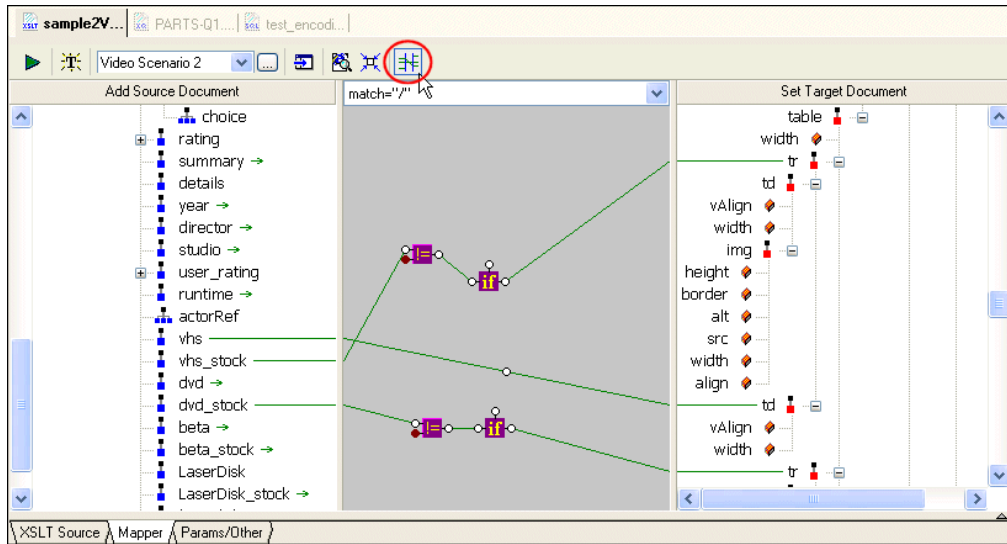 sample2V... PARTS-Q1.... test_encodi...
Video Scenario 2 ...
Add Source Document
match="/"
Set Target Document
choice
rating
summary
details
year
director
studio
user_rating
runtime
actorRef
vhs
vhs_stock
dvd
dvd_stock
beta
beta_stock
LaserDisk
LaserDisk_stock
!=
if
!=
if
table
width
tr
td
vAlign
width
img
height
border
alt
src
width
align
td
vAlign
width
tr
XSLT Source Mapper Params/Other